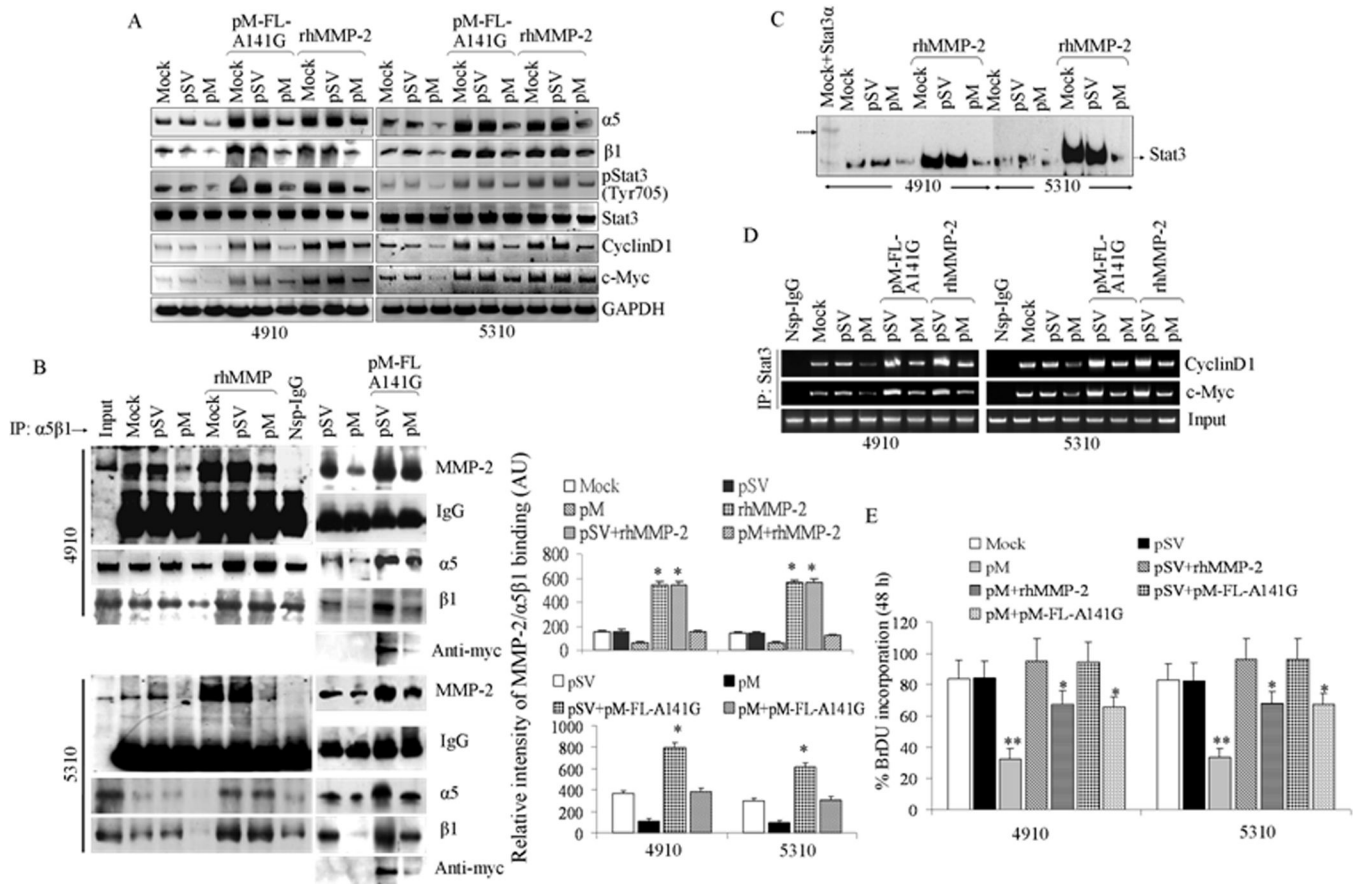 A
pM-FL-
A141G
rhMMP-2
pM-FL-
A141G
rhMMP-2
Mock
pSV
pM
Mock
pSV
pM
Mock
pSV
pM
Mock
pSV
pM
Mock
pSV
pM
Mock
pSV
pM
α5
β1
pStat3
(Tyr705)
Stat3
CyclinD1
c-Myc
GAPDH
4910
5310
B
rhMMP
pM-FL
A141G
IP: α5β1→
Input
Mock
pSV
pM
Mock
pSV
pM
Nsp-IgG
pSV
pM
pSV
pM
4910
MMP-2
IgG
α5
β1
Anti-myc
5310
MMP-2
IgG
α5
β1
Anti-myc
Relative intensity of MMP-2/α5β1 binding (AU)
Mock
pSV
pM
rhMMP-2
pSV+rhMMP-2
pM+rhMMP-2
800
600
400
200
0
* *
* *
pSV
pM
pSV+pM-FL-A141G
pM+pM-FL-A141G
1000
800
600
400
200
0
*
*
4910
5310
C
rhMMP-2
rhMMP-2
Mock+Stat3α
Mock
pSV
pM
Mock
pSV
pM
Mock
pSV
pM
Mock
pSV
pM
Stat3
4910
5310
D
pM-FL-
A141G
rhMMP-2
pM-FL-
A141G
rhMMP-2
Nsp-IgG
Mock
pSV
pM
pSV
pM
pSV
pM
Nsp-IgG
Mock
pSV
pM
pSV
pM
pSV
pM
IP: Stat3
CyclinD1
c-Myc
Input
4910
5310
E
Mock
pSV
pM
pSV+rhMMP-2
pM+rhMMP-2
pSV+pM-FL-A141G
pM+pM-FL-A141G
% BrDU incorporation (48 h)
120
100
80
60
40
20
0
**
*
*
**
*
*
4910
5310